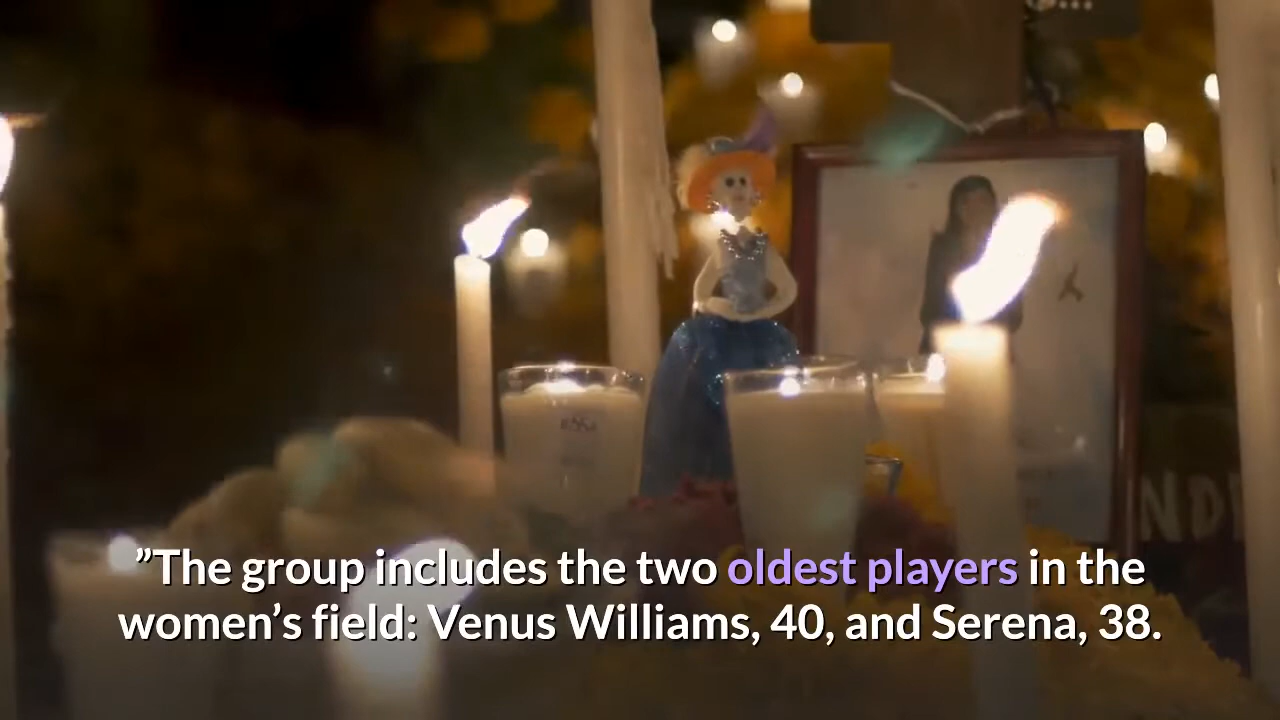 ”The group includes the two oldest players in the
women’s field: Venus Williams, 40, and Serena, 38.